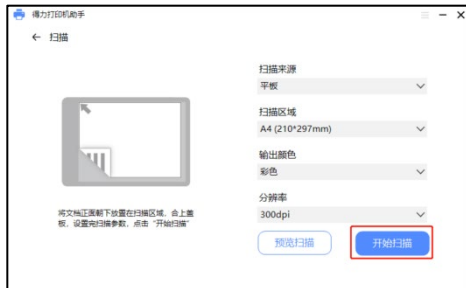 得力打印机助手
扫描
扫描来源
平板
扫描区域
A4 (210*297mm)
输出颜色
彩色
分辨率
300dpi
将文档正面朝下放置在扫描区域，合上盖
板，设置完扫描参数，点击“开始扫描”
预览扫描
开始扫描